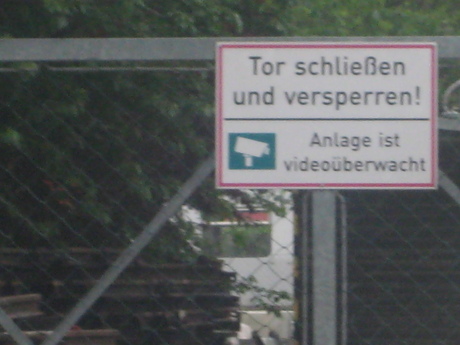 Tor schließen
und versperren!
Anlage ist
videoüberwacht